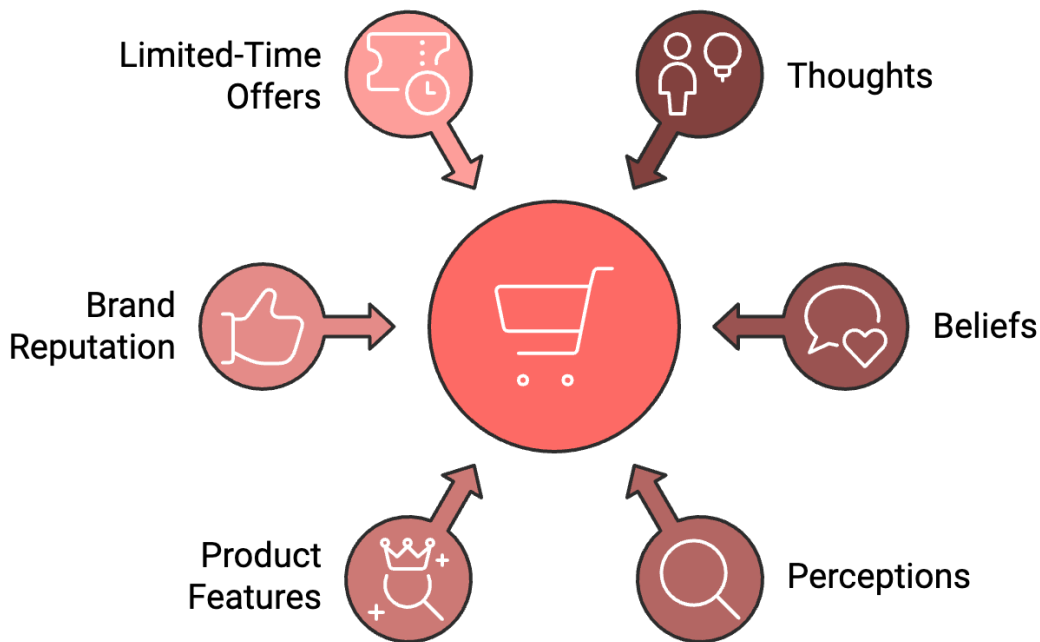 Limited-Time
Offers
Thoughts
Brand
Reputation
Beliefs
Product
Features
Perceptions